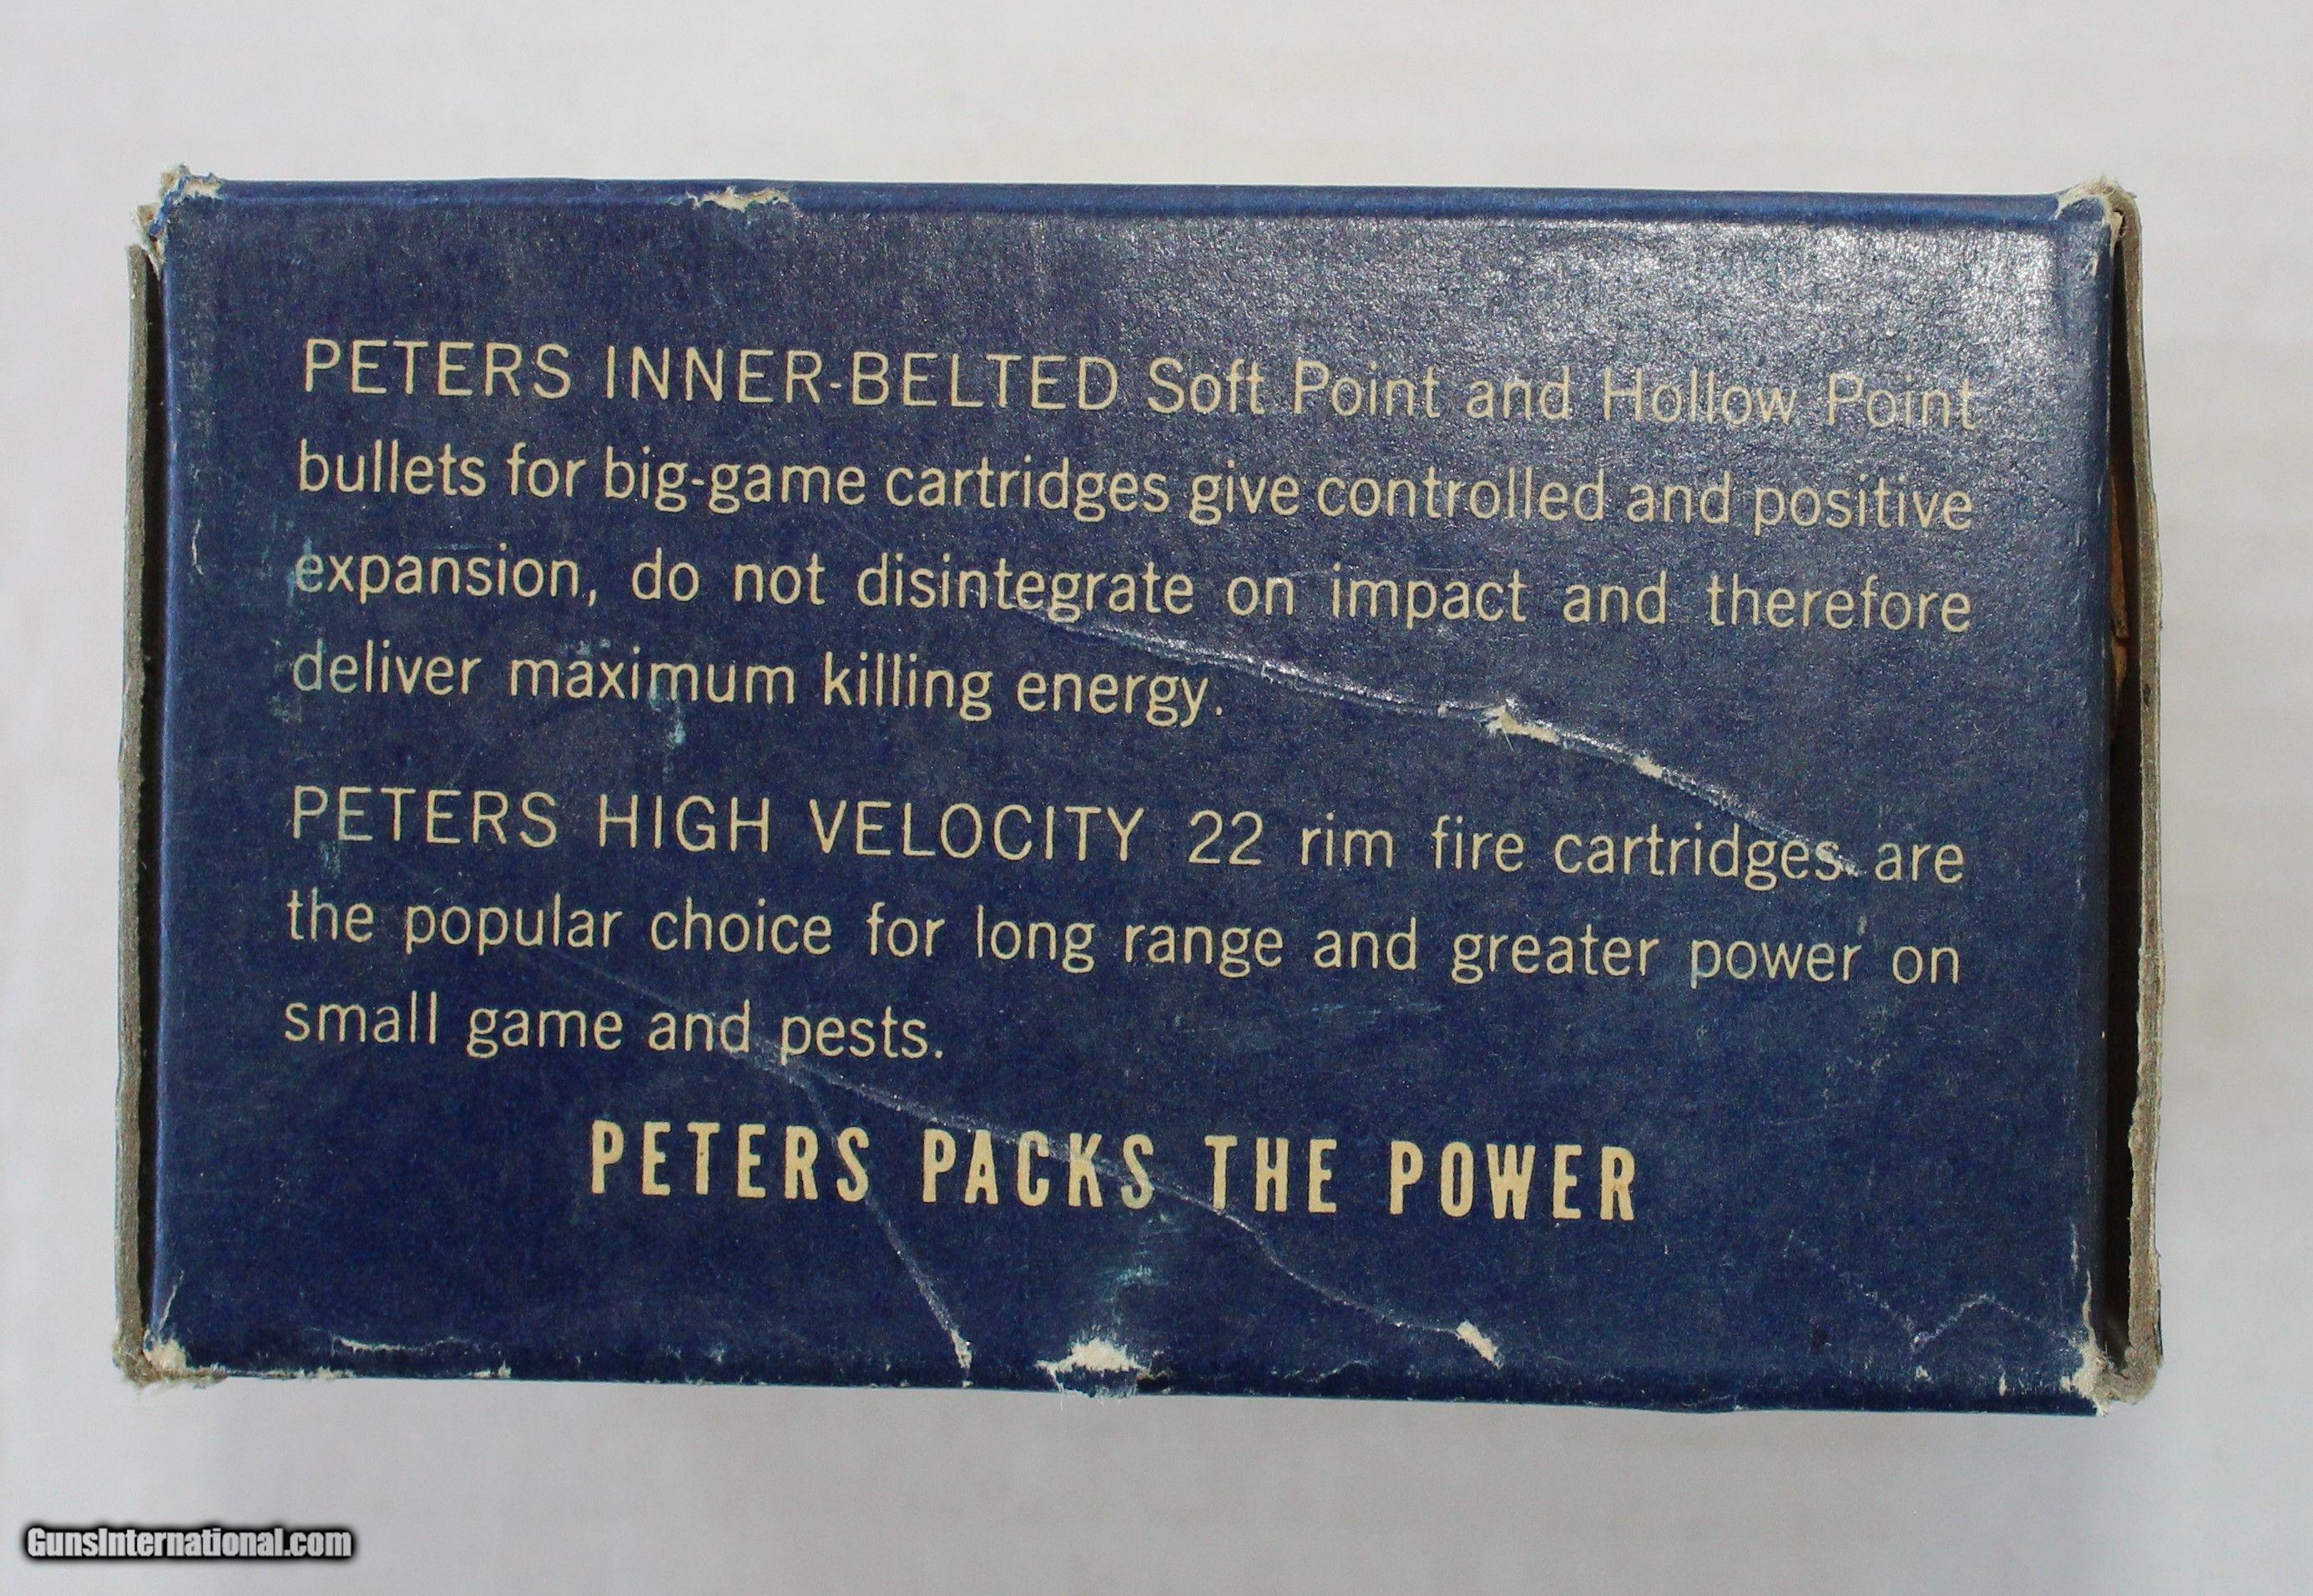 PETERS INNER-BELTED Soft Point and Hollow Point
bullets for big-game cartridges give controlled and positive
expansion, do not disintegrate on impact and therefore
deliver maximum killing energy.
PETERS HIGH VELOCITY 22 rim fire cartridges are
the popular choice for long range and greater power on
small game and pests.
PETERS PACKS THE POWER
GunsInternational.com